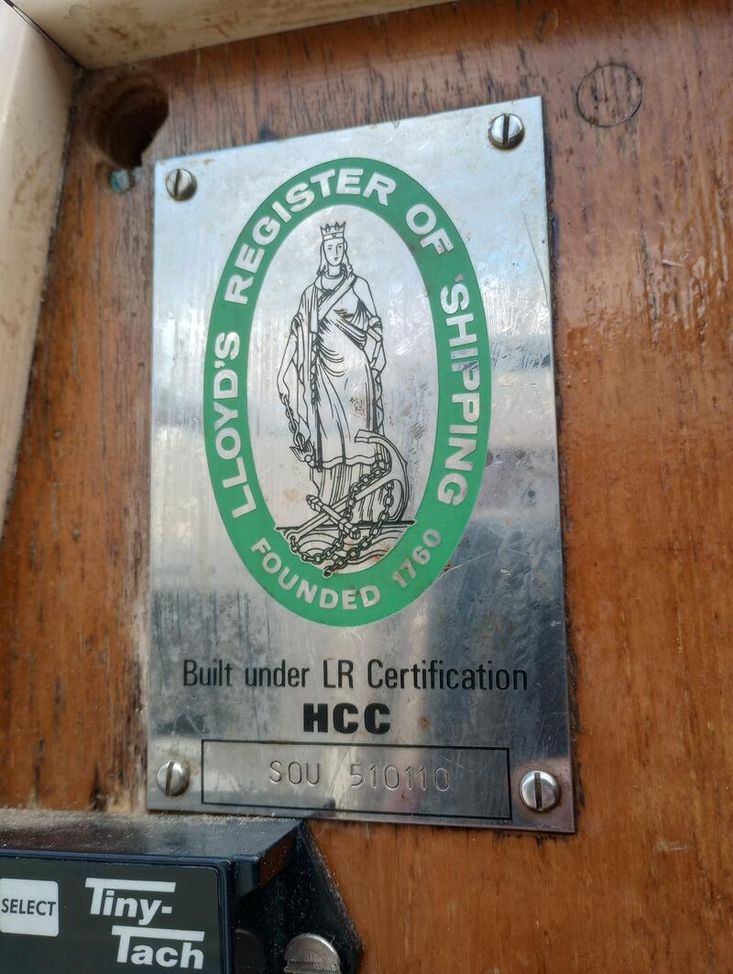 LLOYD'S REGISTER OF SHIPPING
FOUNDED 1760
Built under LR Certification
HCC
SOU 510110
SELECT
Tiny-
Tach